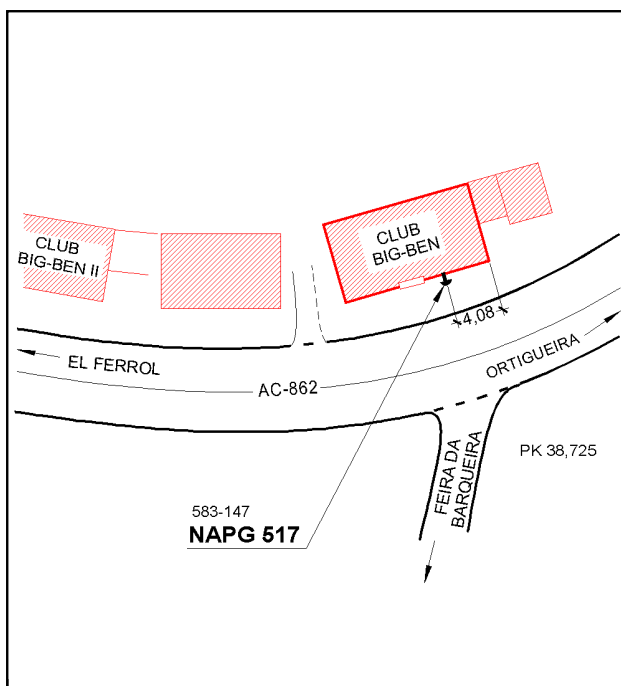 CLUB
BIG-BEN
CLUB
BIG-BEN II
4,08
EL FERROL
AC-862
ORTIGUEIRA
FEIRA DA
BARQUEIRA
PK 38,725
583-147
NAPG 517